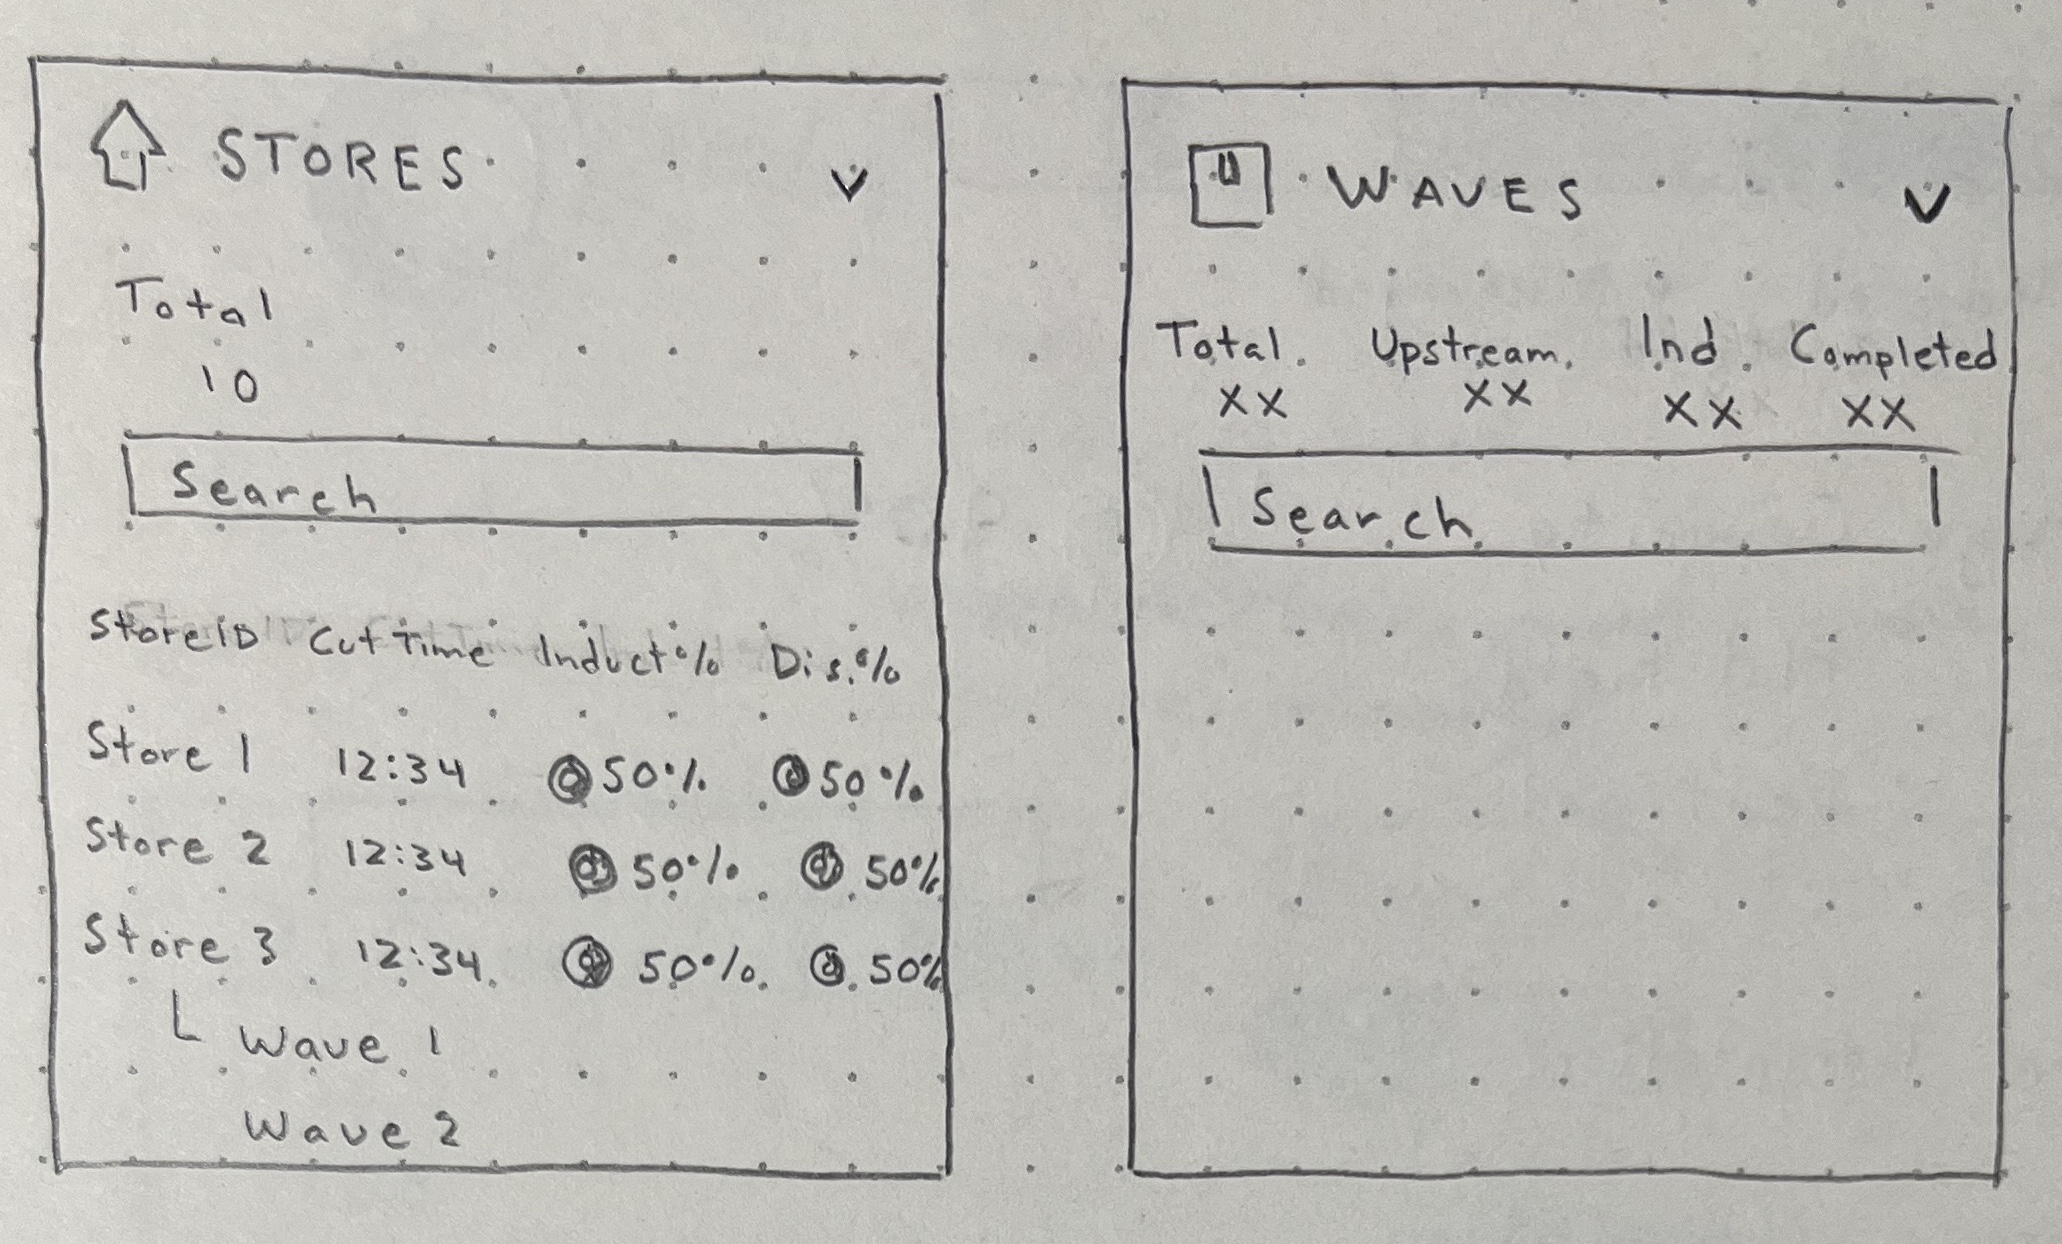 STORES
Total
10
Search
Store ID Cut Time Induct% Dis.%
Store 1 12:34 50% 50%
Store 2 12:34 50% 50%
Store 3 12:34 50% 50%
Wave 1
Wave 2
WAVES
Total Upstream Ind. Completed
XX XX XX XX
Search